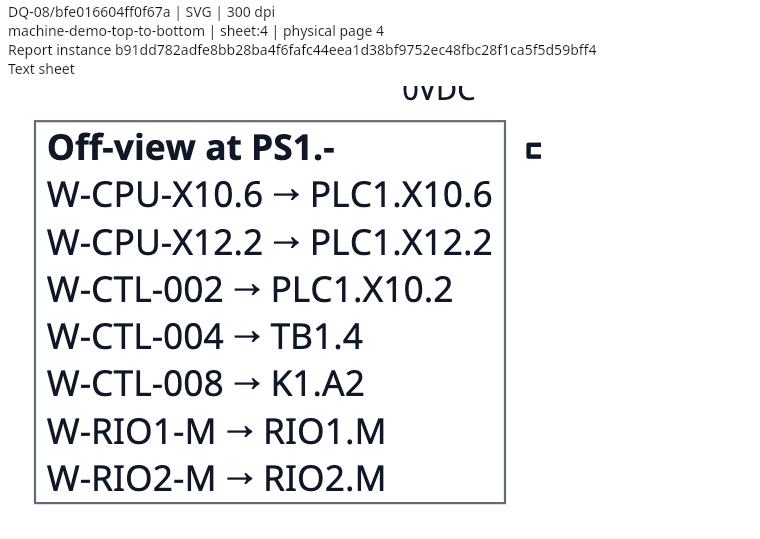 DQ-08/bfe016604ff0f67a | SVG | 300 dpi
machine-demo-top-to-bottom | sheet:4 | physical page 4
Report instance b91dd782adfe8bb28ba4f6fafc44eea1d38bf9752ec48fbc28f1ca5f5d59bff4
Text sheet
0VDC
Off-view at PS1.-
W-CPU-X10.6 → PLC1.X10.6
W-CPU-X12.2 → PLC1.X12.2
W-CTL-002 → PLC1.X10.2
W-CTL-004 → TB1.4
W-CTL-008 → K1.A2
W-RIO1-M → RIO1.M
W-RIO2-M → RIO2.M